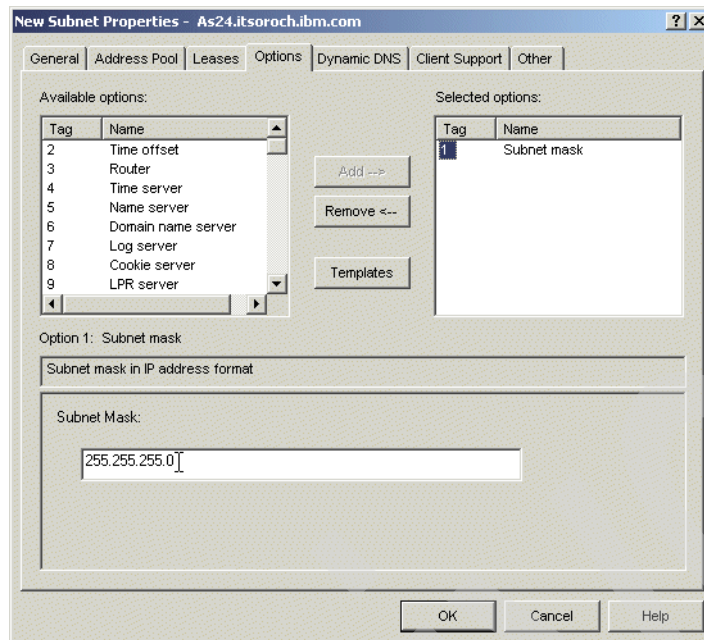 New Subnet Properties - As24.itsoroch.ibm.com
General Address Pool Leases Options Dynamic DNS Client Support Other
Available options: Selected options:
Tag Name Tag Name
2 Time offset 1 Subnet mask
3 Router
4 Time server
5 Name server
6 Domain name server
7 Log server
8 Cookie server
9 LPR server
Add -->
Remove <--
Templates
Option 1: Subnet mask
Subnet mask in IP address format
Subnet Mask:
255.255.255.0
OK Cancel Help